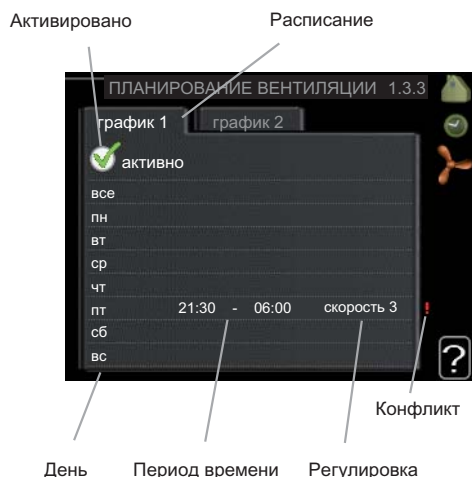 Активировано Расписание
ПЛАНИРОВАНИЕ ВЕНТИЛЯЦИИ 1.3.3
график 1 график 2
активно
все
пн
вт
ср
чт
пт 21:30 - 06:00 скорость 3 !
сб
вс
?
Конфликт
День Период времени Регулировка